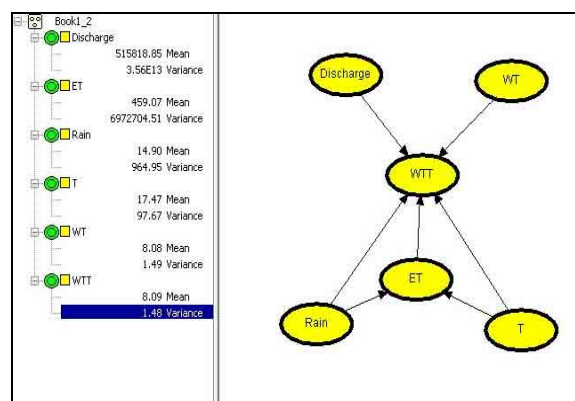 Book1_2
Discharge
515818.85 Mean
3.56E13 Variance
ET
459.07 Mean
6972704.51 Variance
Rain
14.90 Mean
964.95 Variance
T
17.47 Mean
97.67 Variance
WT
8.08 Mean
1.49 Variance
WTT
8.09 Mean
1.48 Variance
Discharge
WT
WTT
ET
Rain
T